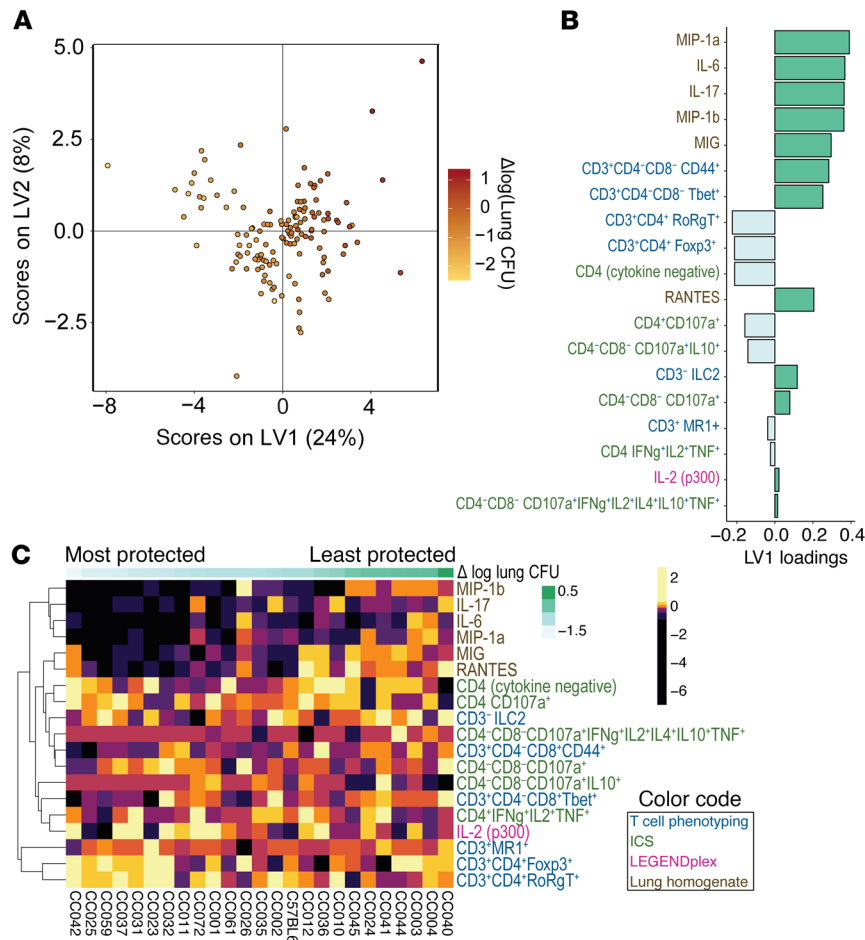 A
5.0
2.5
0.0
−2.5
Scores on LV2 (8%)
−8
−4
0
4
Scores on LV1 (24%)
1
0
−1
−2
Δlog(Lung CFU)
B
MIP-1a
IL-6
IL-17
MIP-1b
MIG
CD3⁺CD4⁻CD8⁻ CD44⁺
CD3⁺CD4⁻CD8⁻ Tbet⁺
CD3⁺CD4⁺ RoRgT⁺
CD3⁺CD4⁺ Foxp3⁺
CD4 (cytokine negative)
RANTES
CD4⁺CD107a⁺
CD4⁻CD8⁻ CD107a⁺IL10⁺
CD3⁻ ILC2
CD4⁻CD8⁻ CD107a⁺
CD3⁺ MR1+
CD4 IFNg⁺IL2⁺TNF⁺
IL-2 (p300)
CD4⁻CD8⁻ CD107a⁺IFNg⁺IL2⁺IL4⁺IL10⁺TNF⁺
−0.2 0.0 0.2 0.4
LV1 loadings
C
Most protected
Least protected
Δ log lung CFU
MIP-1b
IL-17
IL-6
MIP-1a
MIG
RANTES
CD4 (cytokine negative)
CD4 CD107a⁺
CD3⁻ ILC2
CD4⁻CD8⁻CD107a⁺IFNg⁺IL2⁺IL4⁺IL10⁺TNF⁺
CD3⁺CD4⁻CD8⁺CD44⁺
CD4⁻CD8⁻CD107a⁺
CD4⁻CD8⁻CD107a⁺IL10⁺
CD3⁺CD4⁻CD8⁺Tbet⁺
CD4⁺IFNg⁺IL2⁺TNF⁺
IL-2 (p300)
CD3⁺MR1⁺
CD3⁺CD4⁺Foxp3⁺
CD3⁺CD4⁺RoRgT⁺
0.5
−1.5
2
0
−2
−4
−6
CC042
CC025
CC059
CC037
CC031
CC023
CC032
CC011
CC072
CC001
CC061
CC026
CC035
CC002
C57BL6
CC012
CC036
CC010
CC045
CC024
CC041
CC044
CC003
CC004
CC040
Color code
T cell phenotyping
ICS
LEGENDplex
Lung homogenate